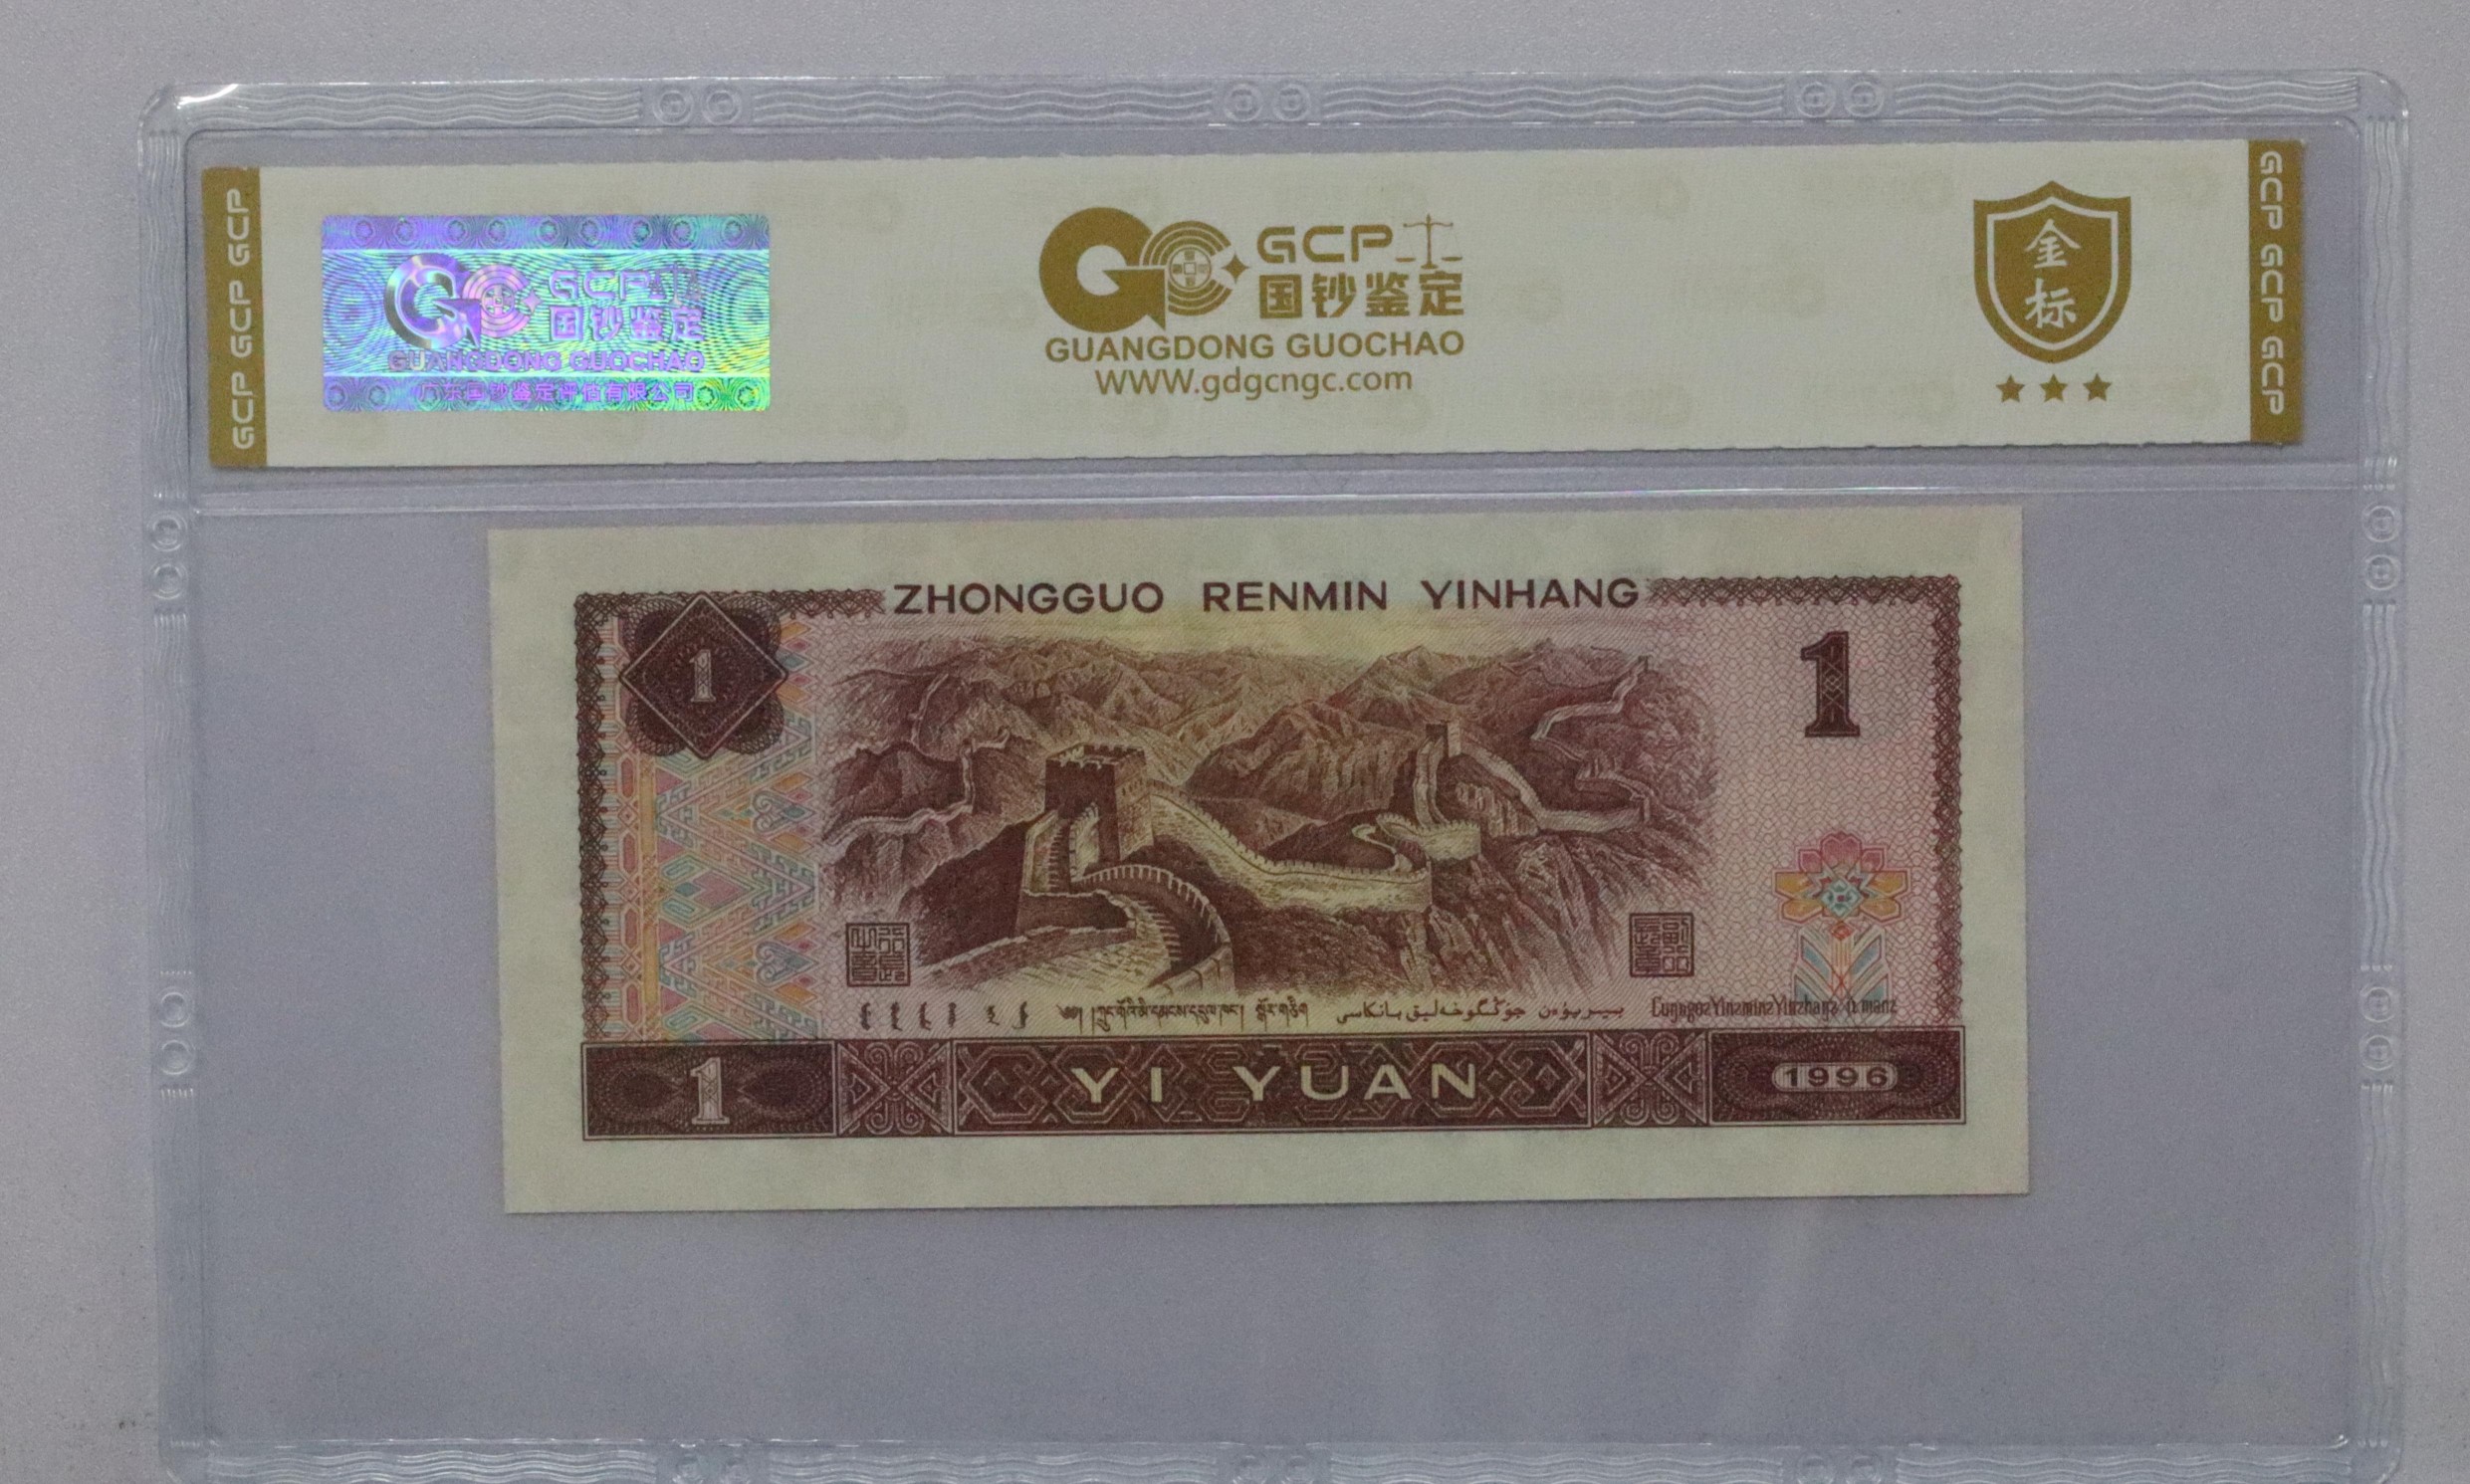 GCP GCP GCP
GCP
国钞鉴定
GUANGDONG GUOCHAO
广东国钞鉴定评估有限公司
GCP
国钞鉴定
GUANGDONG GUOCHAO
WWW.gdgcngc.com
金
标
GCP GCP GCP
ZHONGGUO RENMIN YINHANG
1
1
1
YI YUAN
1996